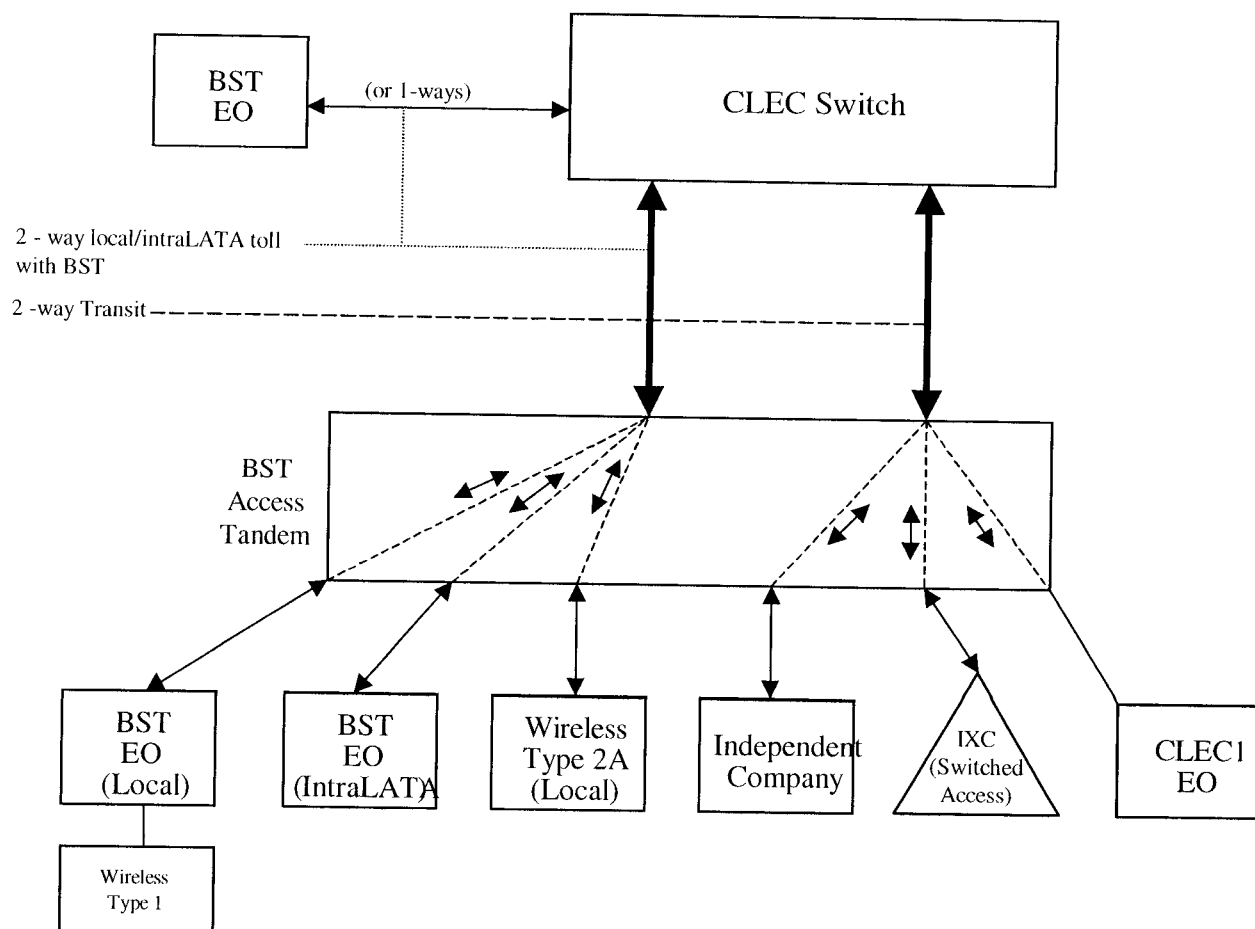 BST
EO
(or 1-ways)
CLEC Switch
2 - way local/intraLATA toll
with BST
2 -way Transit
BST
Access
Tandem
BST
EO
(Local)
BST
EO
(IntraLATA)
Wireless
Type 2A
(Local)
Independent
Company
IXC
(Switched
Access)
CLEC1
EO
Wireless
Type 1